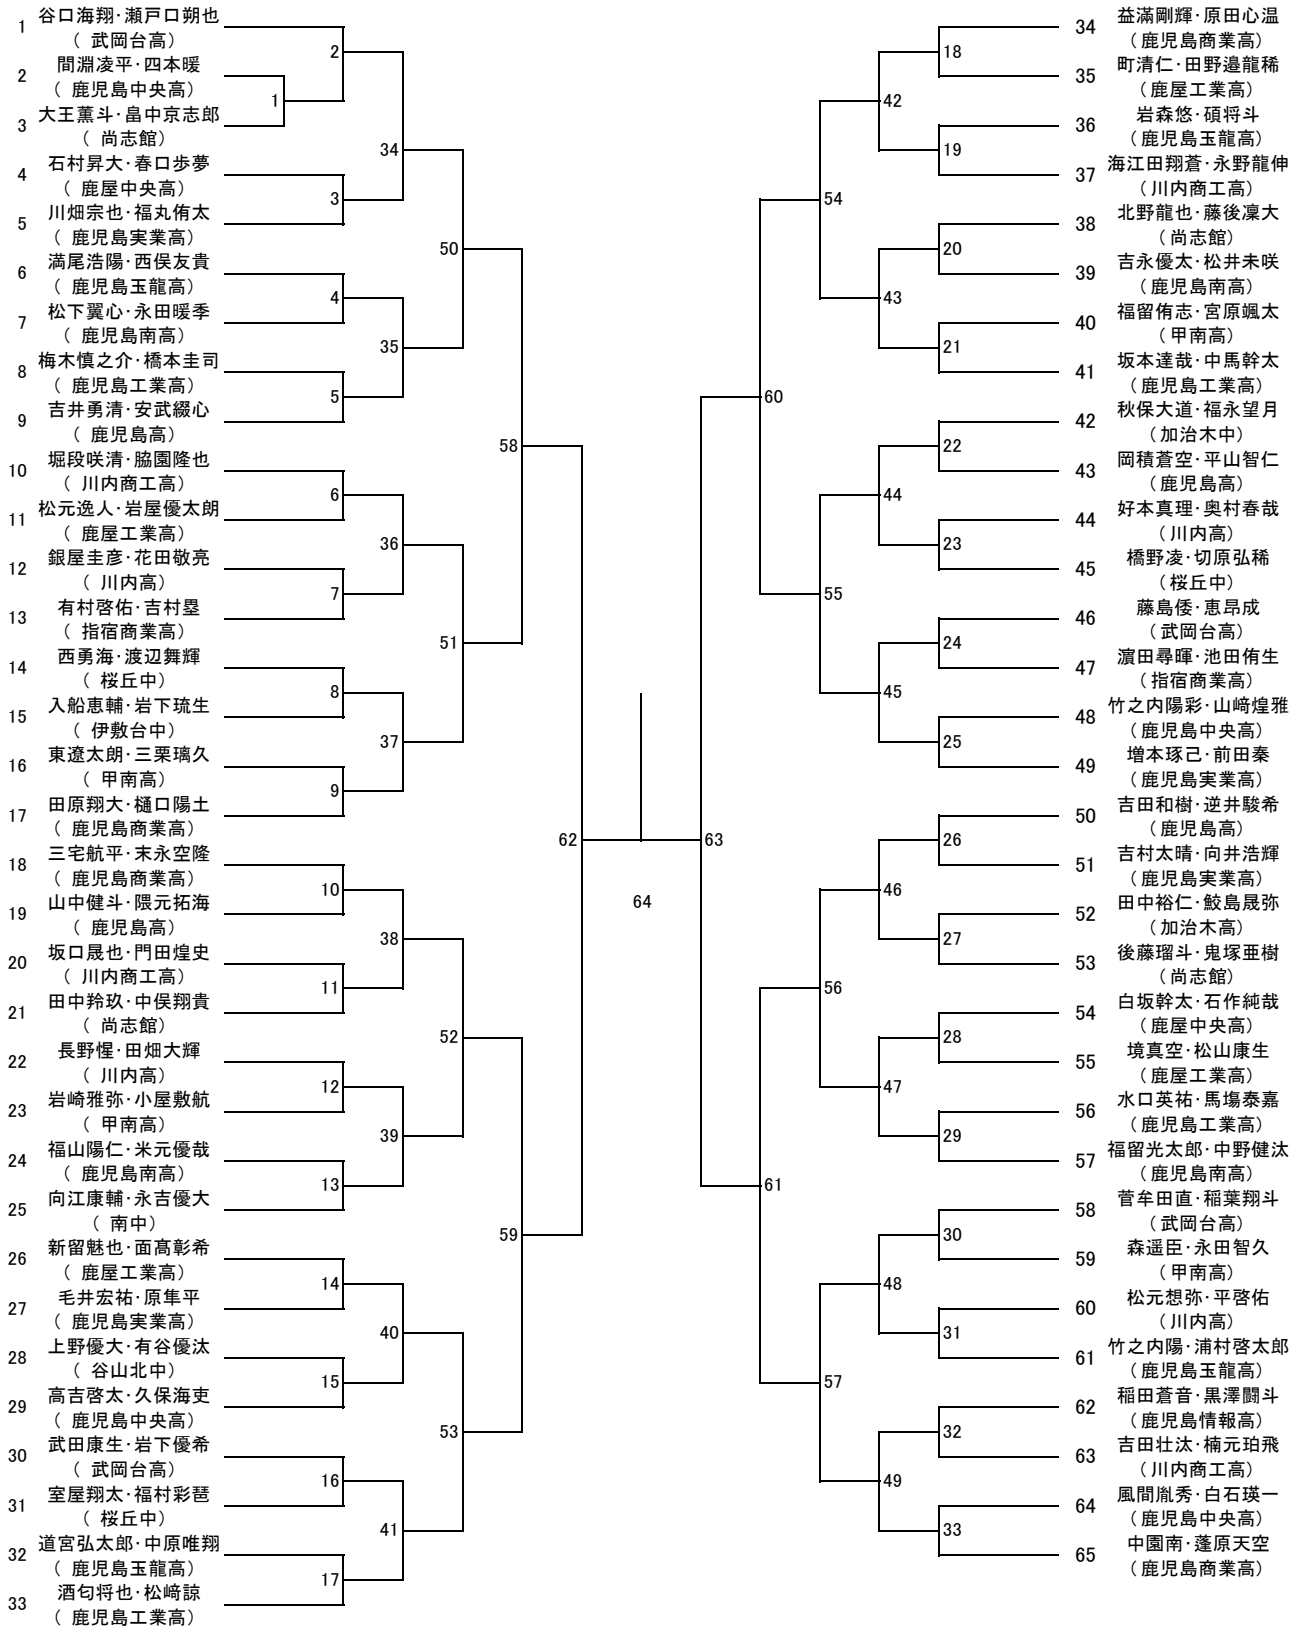 1 谷口海翔・瀬戸口朔也
（ 武岡台高）
2 間淵凌平・四本暖
（ 鹿児島中央高）
3 大王薫斗・畠中京志郎
（ 尚志館）
4 石村昇大・春口歩夢
（ 鹿屋中央高）
5 川畑宗也・福丸侑太
（ 鹿児島実業高）
6 満尾浩陽・西俣友貴
（ 鹿児島玉龍高）
7 松下翼心・永田暖季
（ 鹿児島南高）
8 梅木慎之介・橋本圭司
（ 鹿児島工業高）
9 吉井勇清・安武綴心
（ 鹿児島高）
10 堀段咲清・脇園隆也
（ 川内商工高）
11 松元逸人・岩屋優太朗
（ 鹿屋工業高）
12 銀屋圭彦・花田敬亮
（ 川内高）
13 有村啓佑・吉村塁
（ 指宿商業高）
14 西勇海・渡辺舞輝
（ 桜丘中）
15 入船恵輔・岩下琉生
（ 伊敷台中）
16 東遼太朗・三栗璃久
（ 甲南高）
17 田原翔大・樋口陽土
（ 鹿児島商業高）
18 三宅航平・末永空隆
（ 鹿児島商業高）
19 山中健斗・隈元拓海
（ 鹿児島高）
20 坂口晟也・門田煌史
（ 川内商工高）
21 田中羚玖・中俣翔貴
（ 尚志館）
22 長野惺・田畑大輝
（ 川内高）
23 岩崎雅弥・小屋敷航
（ 甲南高）
24 福山陽仁・米元優哉
（ 鹿児島南高）
25 向江康輔・永吉優大
（ 南中）
26 新留魅也・面髙彰希
（ 鹿屋工業高）
27 毛井宏祐・原隼平
（ 鹿児島実業高）
28 上野優大・有谷優汰
（ 谷山北中）
29 高吉啓太・久保海吏
（ 鹿児島中央高）
30 武田康生・岩下優希
（ 武岡台高）
31 室屋翔太・福村彩琶
（ 桜丘中）
32 道宮弘太郎・中原唯翔
（ 鹿児島玉龍高）
33 酒匂将也・松﨑諒
（ 鹿児島工業高）
1
2
3
4
5
6
7
8
9
10
11
12
13
14
15
16
17
34
35
36
37
38
39
40
41
50
51
52
53
58
59
62
64
63
60
61
54
55
56
57
42
43
44
45
46
47
48
49
18
19
20
21
22
23
24
25
26
27
28
29
30
31
32
33
34 益滿剛輝・原田心温
（鹿児島商業高）
35 町清仁・田野邉龍稀
（鹿屋工業高）
36 岩森悠・碩将斗
（鹿児島玉龍高）
37 海江田翔蒼・永野龍伸
（川内商工高）
38 北野龍也・藤後凜大
（尚志館）
39 吉永優太・松井未咲
（鹿児島南高）
40 福留侑志・宮原颯太
（甲南高）
41 坂本達哉・中馬幹太
（鹿児島工業高）
42 秋保大道・福永望月
（加治木中）
43 岡積蒼空・平山智仁
（鹿児島高）
44 好本真理・奥村春哉
（川内高）
45 橋野凌・切原弘稀
（桜丘中）
46 藤島倭・恵昂成
（武岡台高）
47 濵田尋暉・池田侑生
（指宿商業高）
48 竹之内陽彩・山﨑煌雅
（鹿児島中央高）
49 増本琢己・前田秦
（鹿児島実業高）
50 吉田和樹・逆井駿希
（鹿児島高）
51 吉村太晴・向井浩輝
（鹿児島実業高）
52 田中裕仁・鮫島晟弥
（加治木高）
53 後藤瑠斗・鬼塚亜樹
（尚志館）
54 白坂幹太・石作純哉
（鹿屋中央高）
55 境真空・松山康生
（鹿屋工業高）
56 水口英祐・馬塲泰嘉
（鹿児島工業高）
57 福留光太郎・中野健汰
（鹿児島南高）
58 菅牟田直・稲葉翔斗
（武岡台高）
59 森遥臣・永田智久
（甲南高）
60 松元想弥・平啓佑
（川内高）
61 竹之内陽・浦村啓太郎
（鹿児島玉龍高）
62 稲田蒼音・黒澤闘斗
（鹿児島情報高）
63 吉田壮汰・楠元珀飛
（川内商工高）
64 風間胤秀・白石瑛一
（鹿児島中央高）
65 中園南・蓬原天空
（鹿児島商業高）